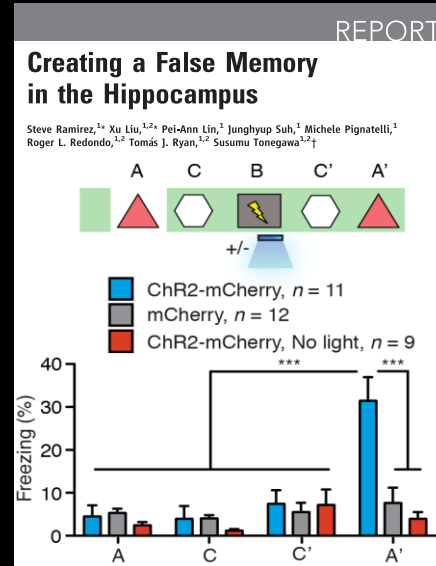 REPORT
Creating a False Memory
in the Hippocampus
Steve Ramirez,1* Xu Liu,1,2* Pei-Ann Lin,1 Junghyup Suh,1 Michele Pignatelli,1
Roger L. Redondo,1,2 Tomás J. Ryan,1,2 Susumu Tonegawa1,2†
A C B C' A'
+/-
ChR2-mCherry, n = 11
mCherry, n = 12
ChR2-mCherry, No light, n = 9
*** ***
Freezing (%)
40
30
20
10
0
A C C' A'